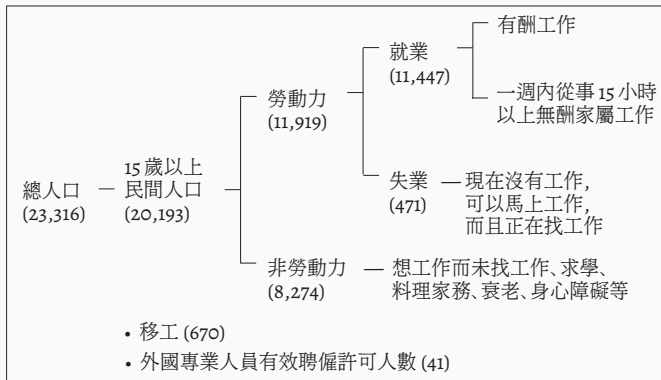 總人口
(23,316)
15 歲以上
民間人口
(20,193)
勞動力
(11,919)
就業
(11,447)
有酬工作
一週內從事 15 小時
以上無酬家屬工作
失業
(471)
現在沒有工作,
可以馬上工作,
而且正在找工作
非勞動力
(8,274)
想工作而未找工作、求學、
料理家務、衰老、身心障礙等
• 移工 (670)
• 外國專業人員有效聘僱許可人數 (41)